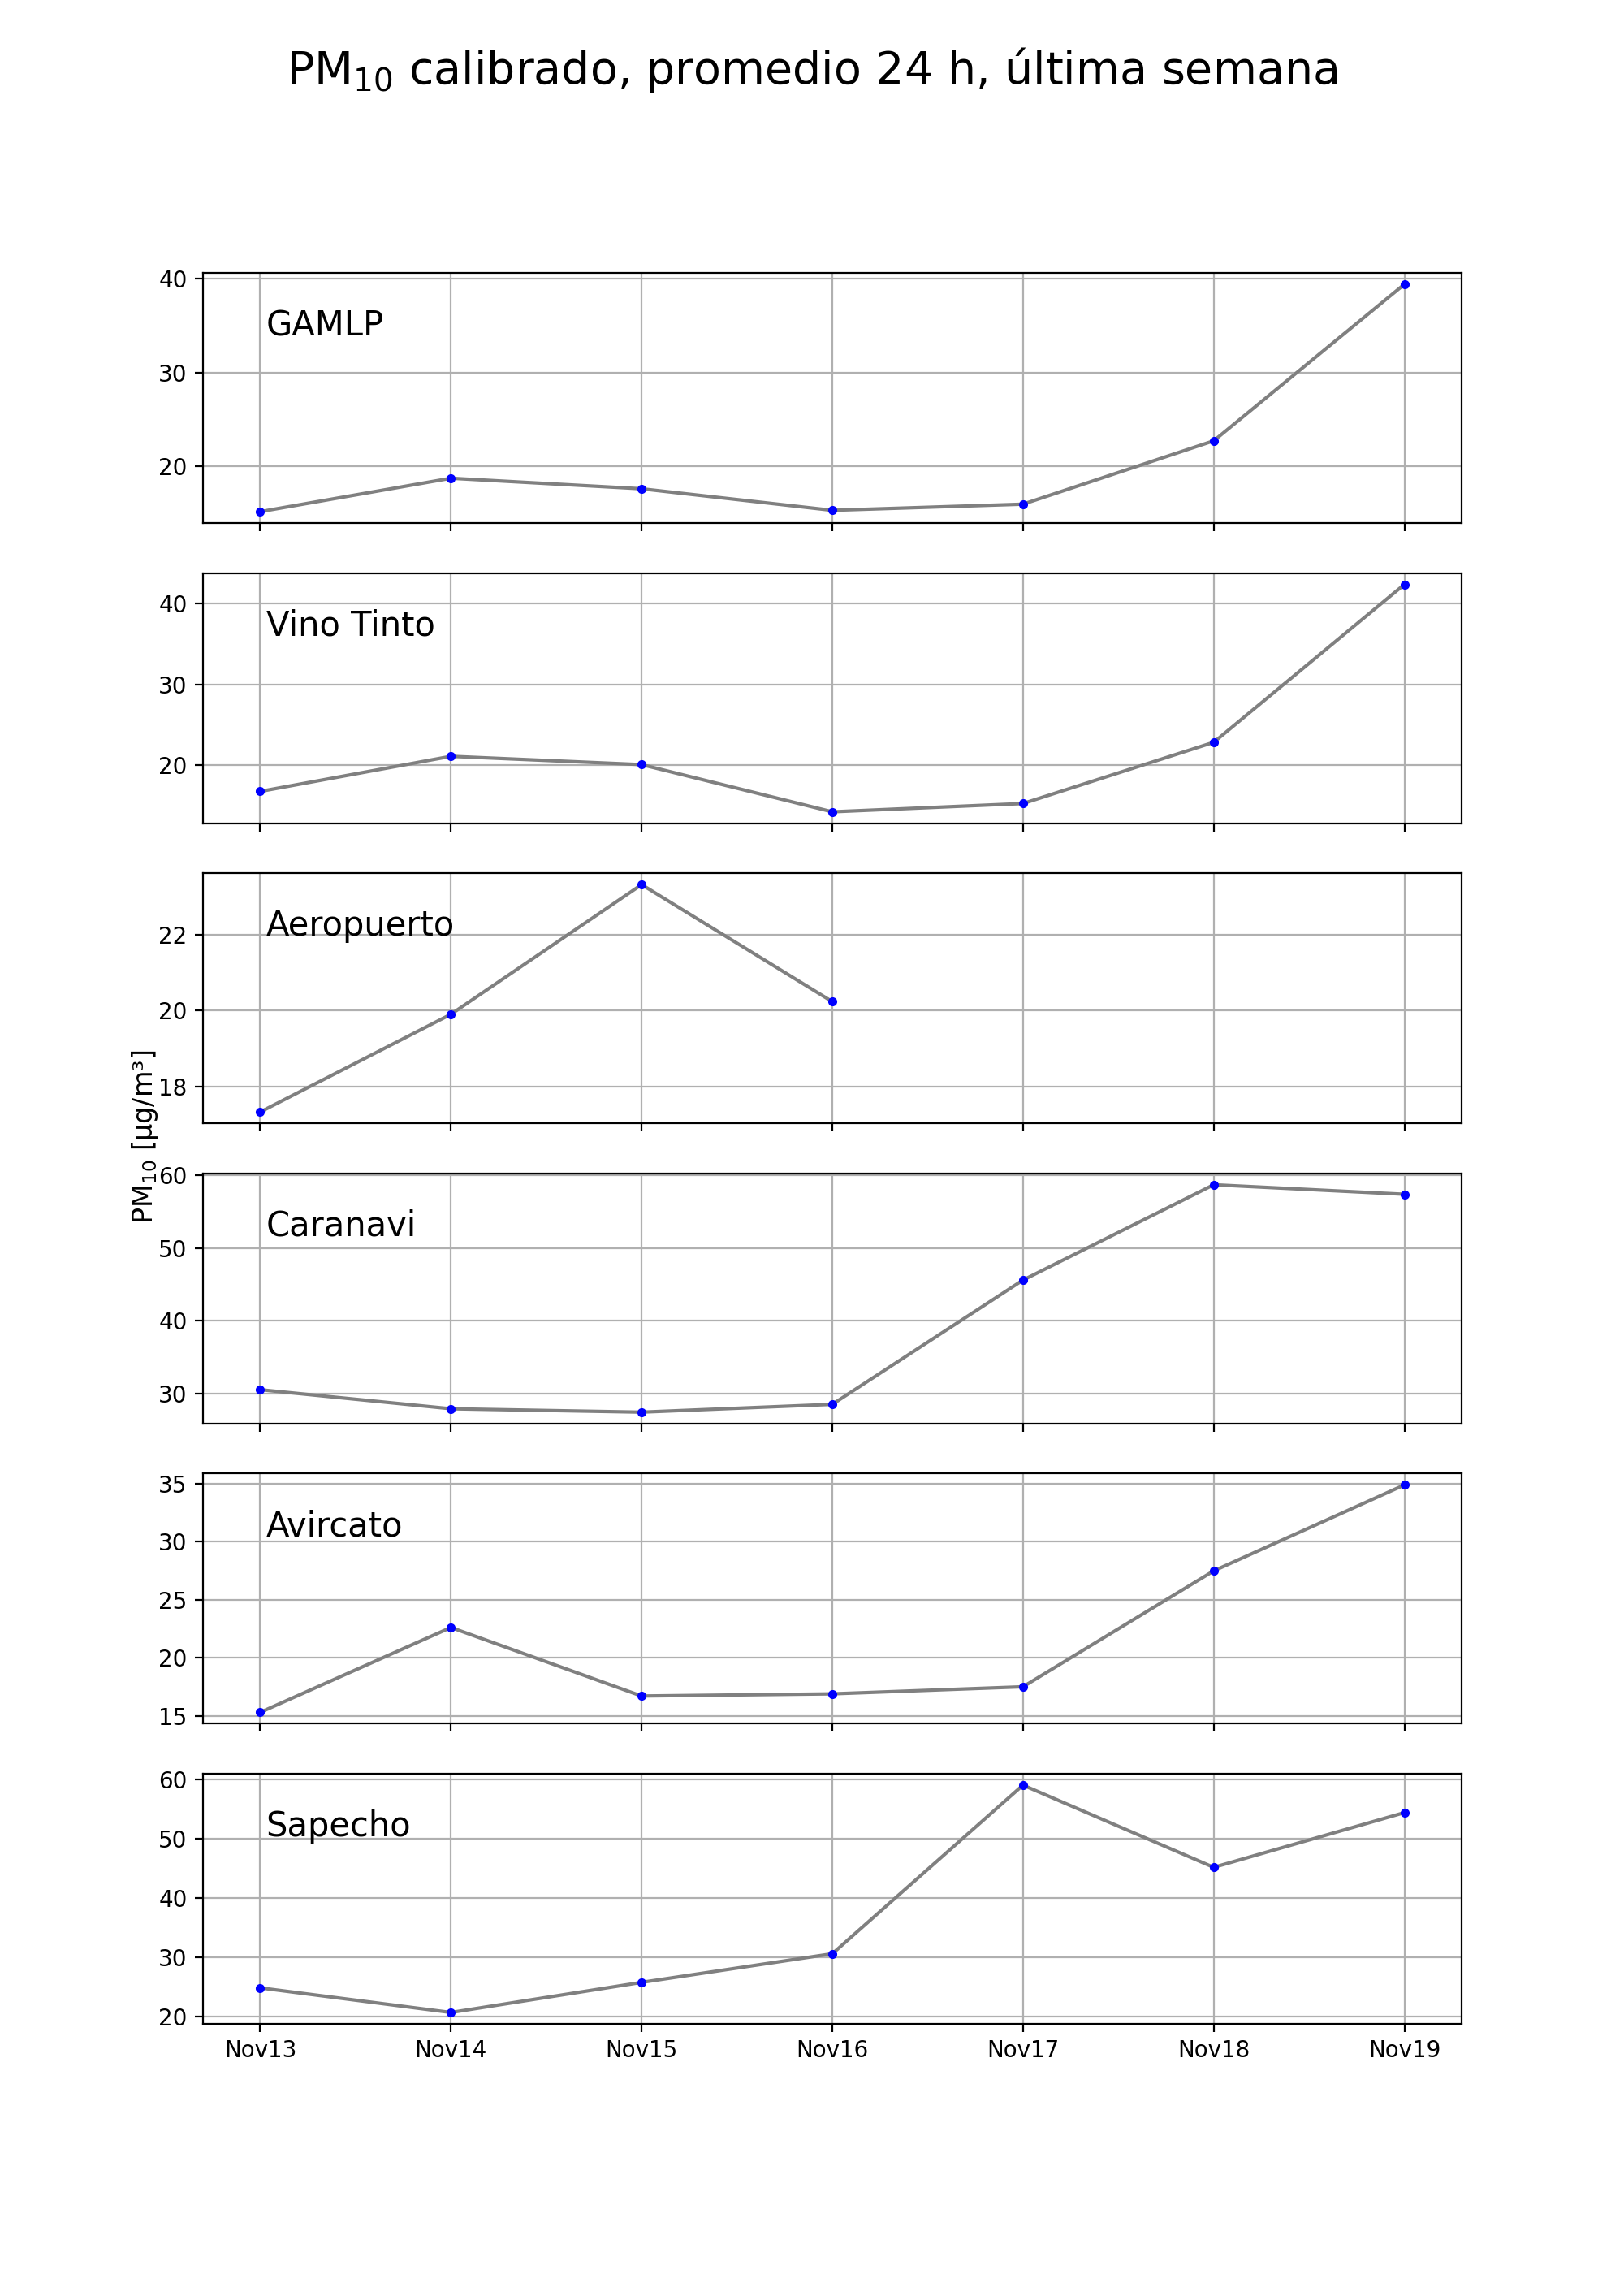 PM₁₀ calibrado, promedio 24 h, última semana
40
GAMLP
30
20
40
Vino Tinto
30
20
Aeropuerto
22
20
18
PM₁₀ [µg/m³]
60
Caranavi
50
40
30
35
Avircato
30
25
20
15
60
Sapecho
50
40
30
20
Nov13 Nov14 Nov15 Nov16 Nov17 Nov18 Nov19